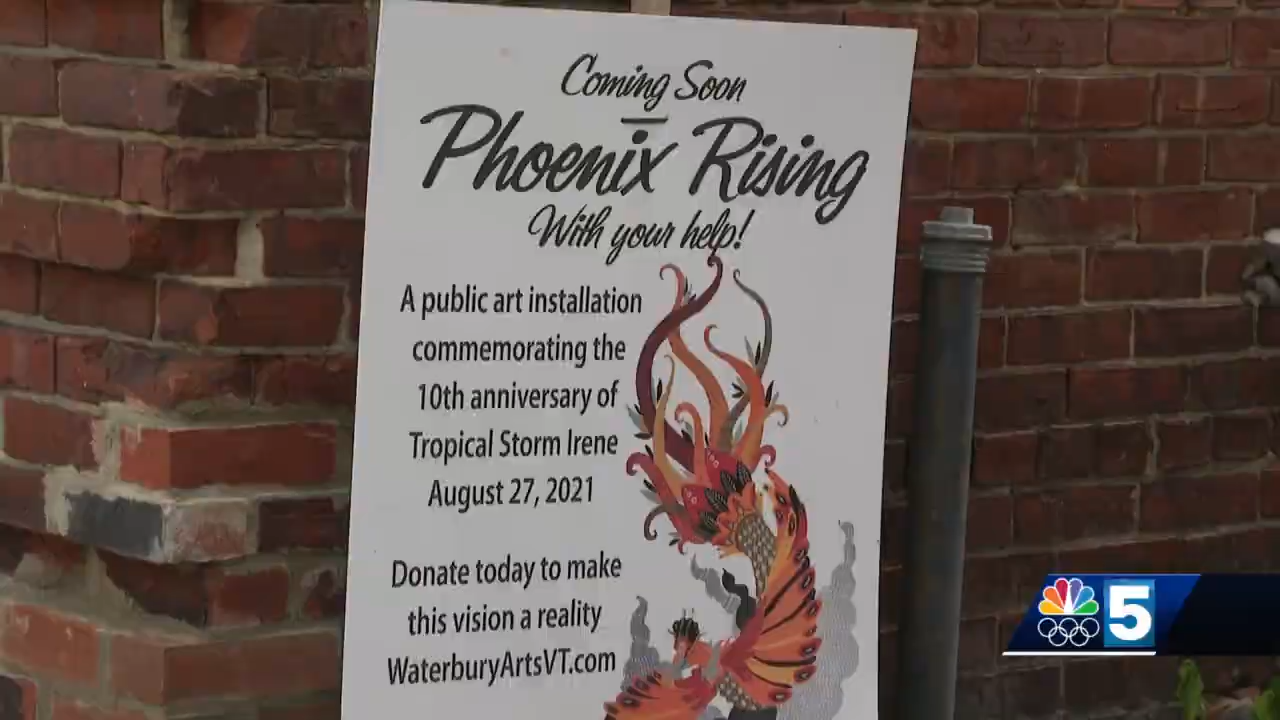 Coming Soon
Phoenix Rising
With your help!
A public art installation
commemorating the
10th anniversary of
Tropical Storm Irene
August 27, 2021
Donate today to make
this vision a reality
WaterburyArtsVT.com
5